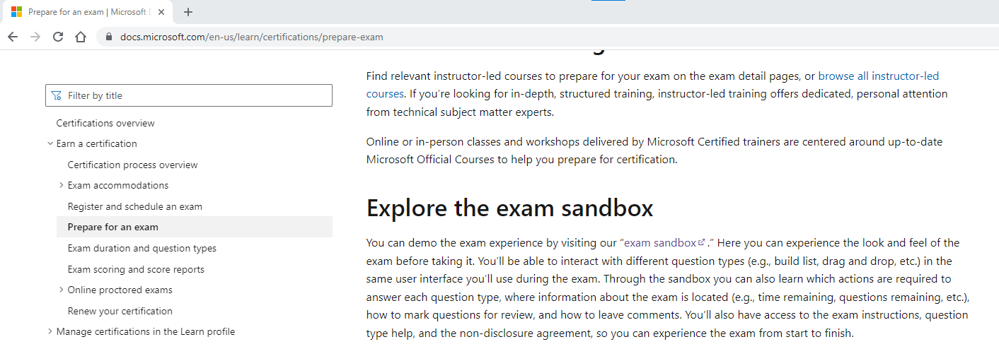 Prepare for an exam | Microsoft
docs.microsoft.com/en-us/learn/certifications/prepare-exam
Filter by title
Certifications overview
Earn a certification
Certification process overview
Exam accommodations
Register and schedule an exam
Prepare for an exam
Exam duration and question types
Exam scoring and score reports
Online proctored exams
Renew your certification
Manage certifications in the Learn profile
Find relevant instructor-led courses to prepare for your exam on the exam detail pages, or browse all instructor-led
courses. If you’re looking for in-depth, structured training, instructor-led training offers dedicated, personal attention
from technical subject matter experts.
Online or in-person classes and workshops delivered by Microsoft Certified trainers are centered around up-to-date
Microsoft Official Courses to help you prepare for certification.
Explore the exam sandbox
You can demo the exam experience by visiting our “exam sandbox .” Here you can experience the look and feel of the
exam before taking it. You’ll be able to interact with different question types (e.g., build list, drag and drop, etc.) in the
same user interface you’ll use during the exam. Through the sandbox you can also learn which actions are required to
answer each question type, where information about the exam is located (e.g., time remaining, questions remaining, etc.),
how to mark questions for review, and how to leave comments. You’ll also have access to the exam instructions, question
type help, and the non-disclosure agreement, so you can experience the exam from start to finish.